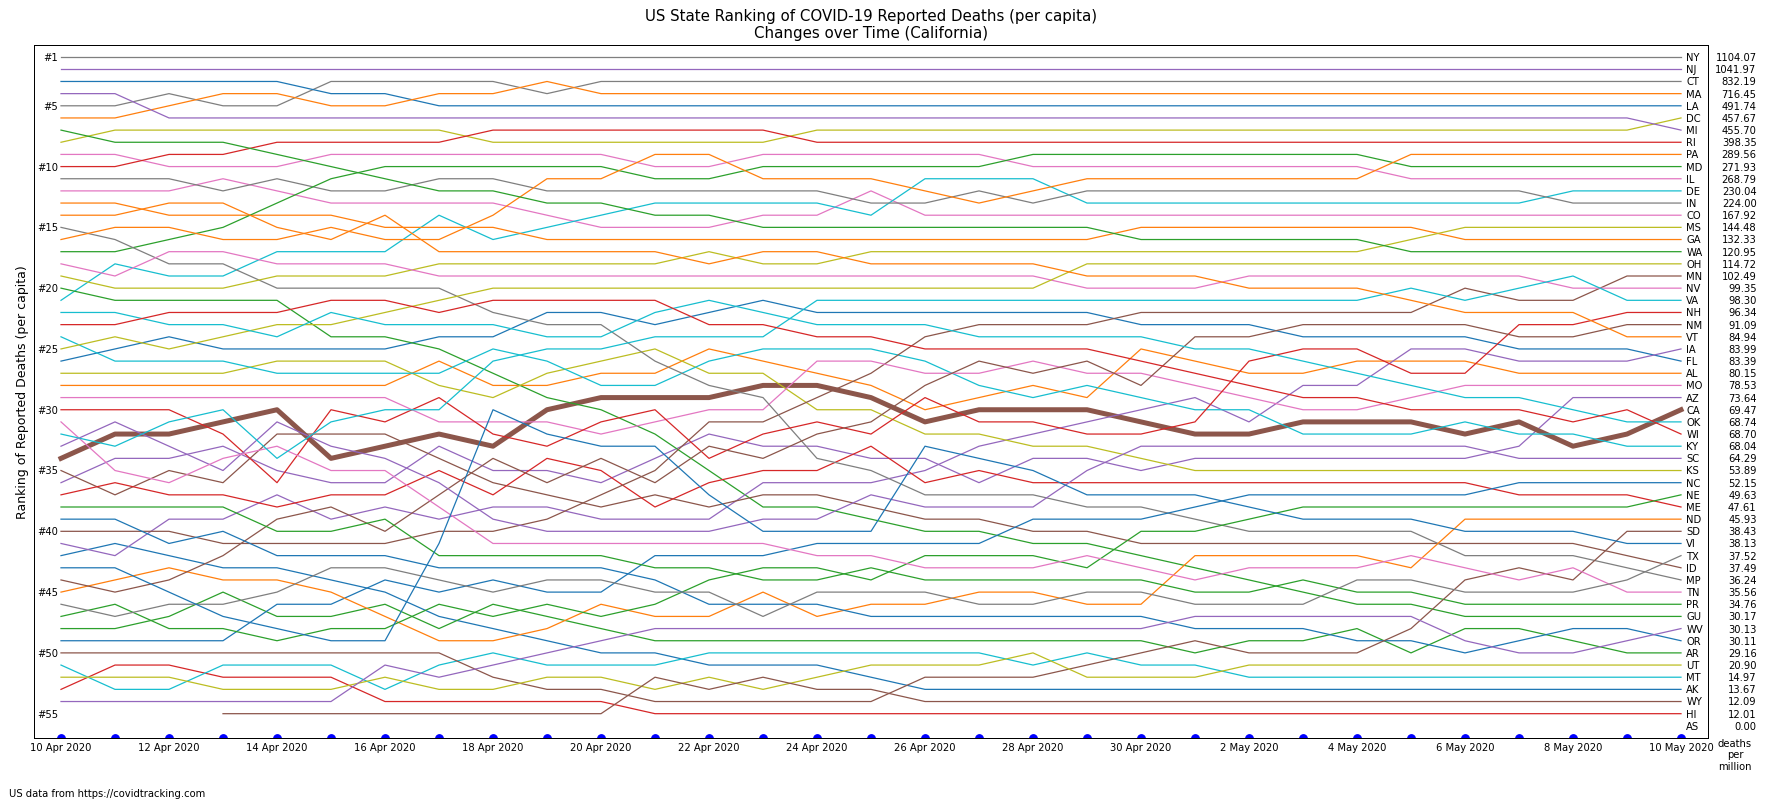 US State Ranking of COVID-19 Reported Deaths (per capita)
Changes over Time (California)
Ranking of Reported Deaths (per capita)
#1
#5
#10
#15
#20
#25
#30
#35
#40
#45
#50
#55
NY 1104.07
NJ 1041.97
CT 832.19
MA 716.45
LA 491.74
DC 457.67
MI 455.70
RI 398.35
PA 289.56
MD 271.93
IL 268.79
DE 230.04
IN 224.00
CO 167.92
MS 144.48
GA 132.33
WA 120.95
OH 114.72
MN 102.49
NV 99.35
VA 98.30
NH 96.34
NM 91.09
VT 84.94
IA 83.99
FL 83.39
AL 80.15
MO 78.53
AZ 73.64
CA 69.47
OK 68.74
WI 68.70
KY 68.04
SC 64.29
KS 53.89
NC 52.15
NE 49.63
ME 47.61
ND 45.93
SD 38.43
VI 38.13
TX 37.52
ID 37.49
MP 36.24
TN 35.56
PR 34.76
GU 30.17
WV 30.13
OR 30.11
AR 29.16
UT 20.90
MT 14.97
AK 13.67
WY 12.09
HI 12.01
AS 0.00
10 Apr 2020 12 Apr 2020 14 Apr 2020 16 Apr 2020 18 Apr 2020 20 Apr 2020 22 Apr 2020 24 Apr 2020 26 Apr 2020 28 Apr 2020 30 Apr 2020 2 May 2020 4 May 2020 6 May 2020 8 May 2020 10 May 2020
deaths
per
million
US data from https://covidtracking.com